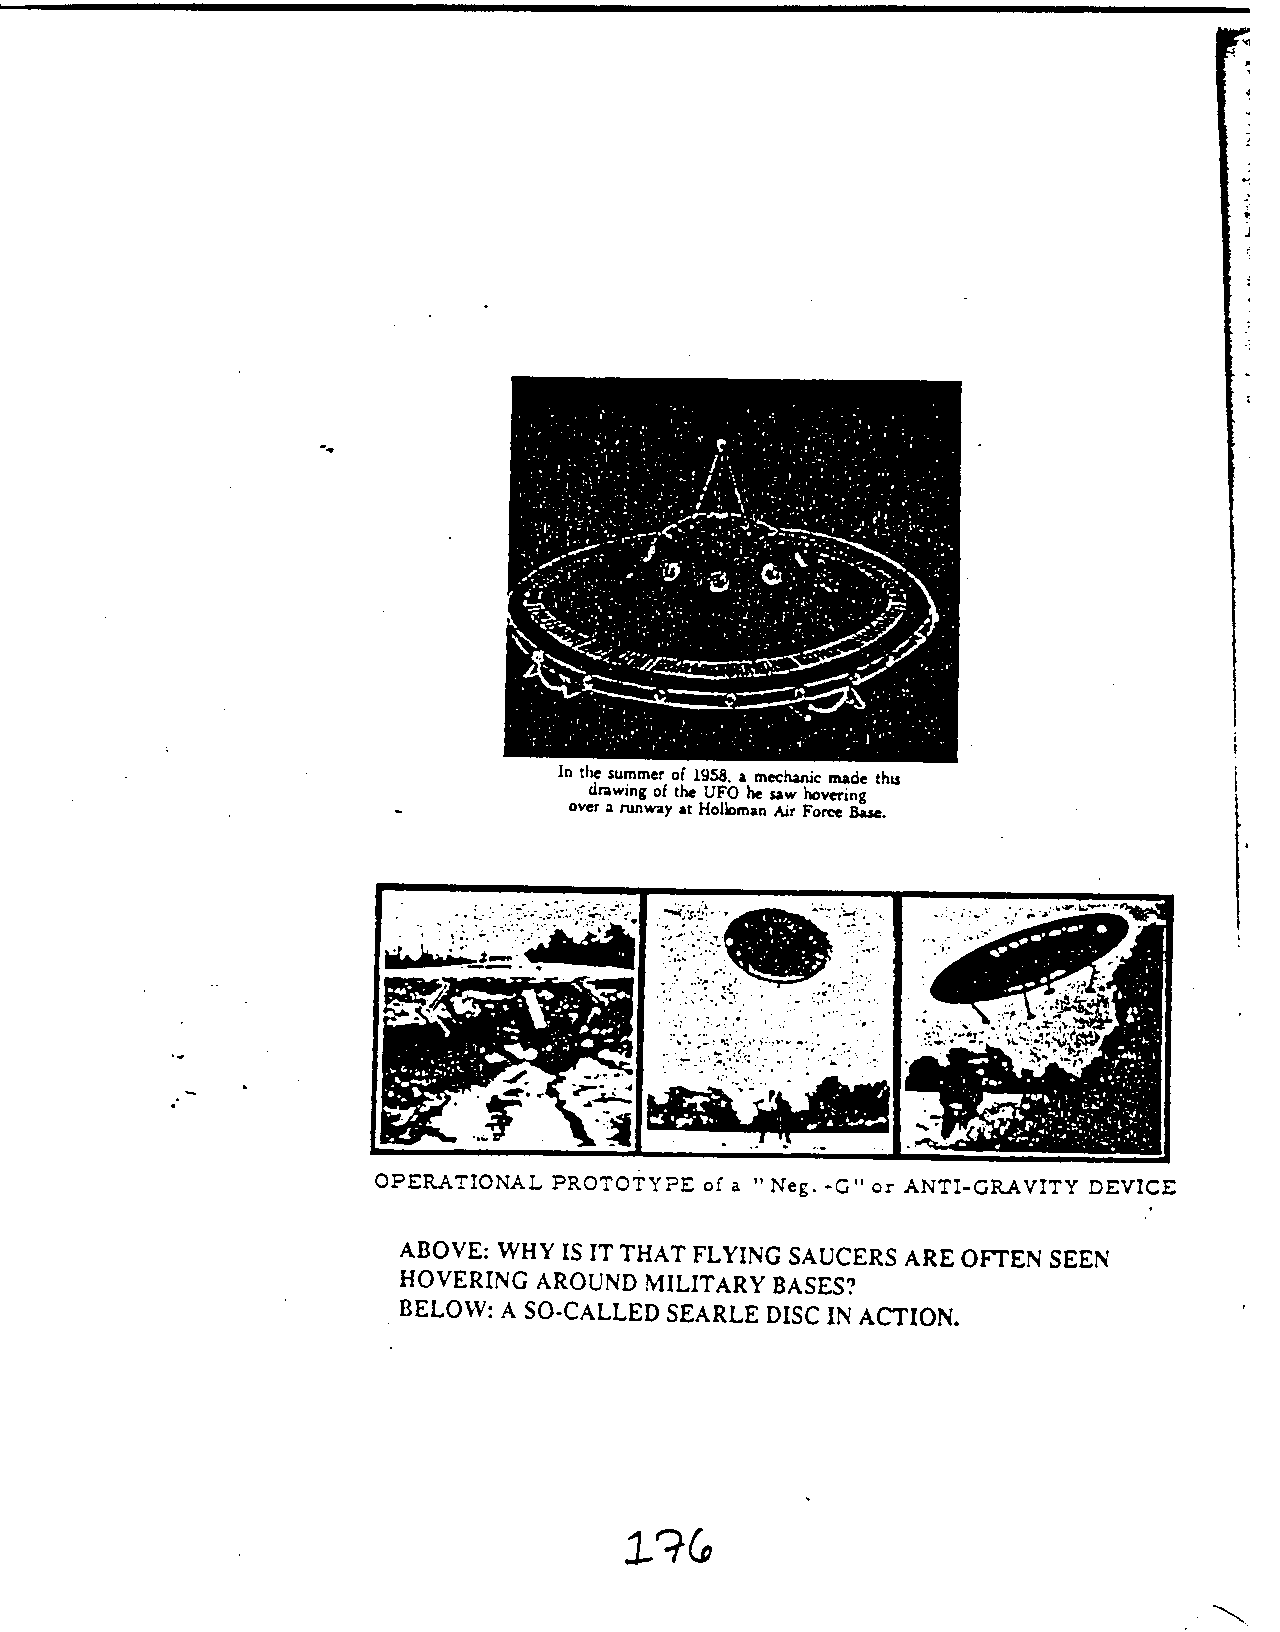 In the summer of 1958, a mechanic made this
drawing of the UFO he saw hovering
over a runway at Holloman Air Force Base.
OPERATIONAL PROTOTYPE of a "Neg. -G" or ANTI-GRAVITY DEVICE
ABOVE: WHY IS IT THAT FLYING SAUCERS ARE OFTEN SEEN
HOVERING AROUND MILITARY BASES?
BELOW: A SO-CALLED SEARLE DISC IN ACTION.
176